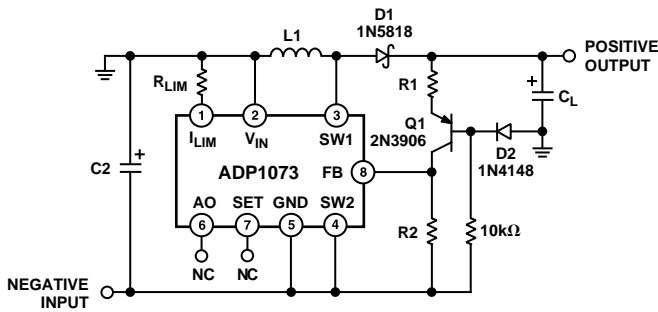 D1
1N5818
L1
POSITIVE
OUTPUT
RLIM
R1
CL
1
2
3
Q1
2N3906
ILIM
VIN
SW1
D2
1N4148
C2
ADP1073
FB
8
AO
SET
GND
SW2
6
7
5
4
R2
10kΩ
NC
NC
NEGATIVE
INPUT